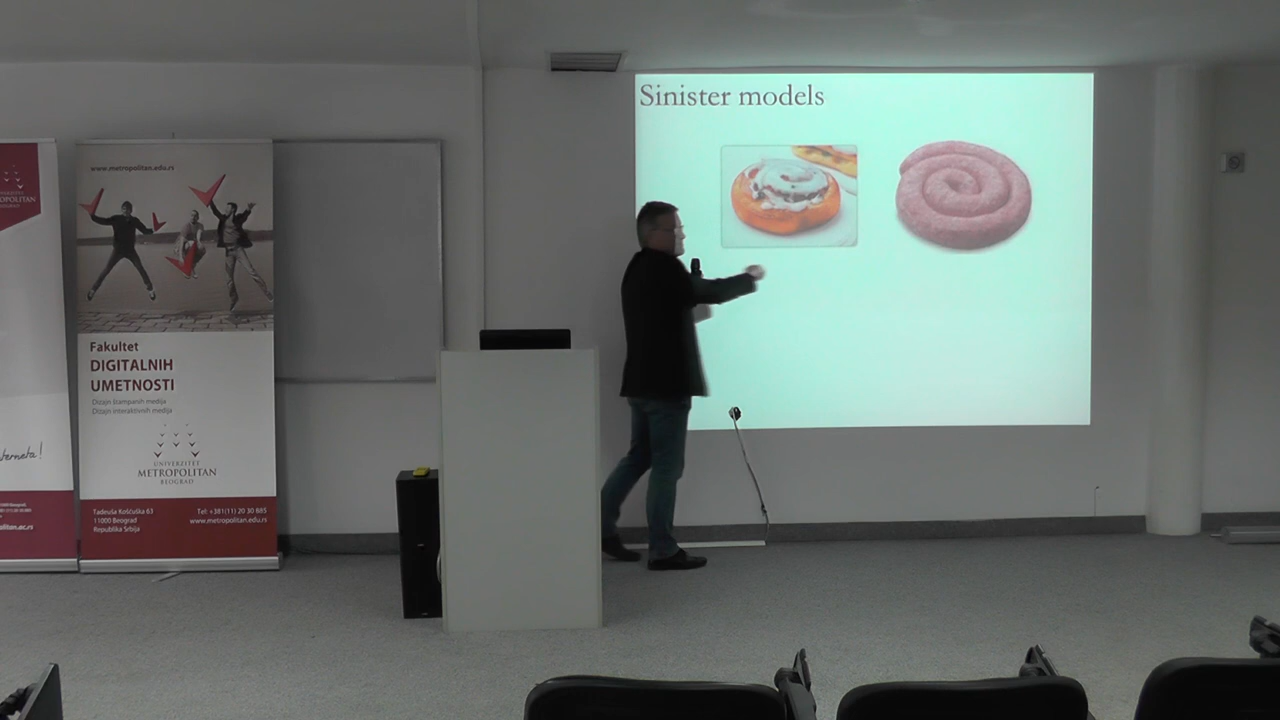 Sinister models
www.metropolitan.edu.rs
Fakultet
DIGITALNIH
UMETNOSTI
Dizajn štampanih medija
Dizajn interaktivnih medija
UNIVERZITET
METROPOLITAN
BEOGRAD
Tadeuša Košćuška 63
11000 Beograd
Republika Srbija
Tel: +381(11) 20 30 885
www.metropolitan.edu.rs